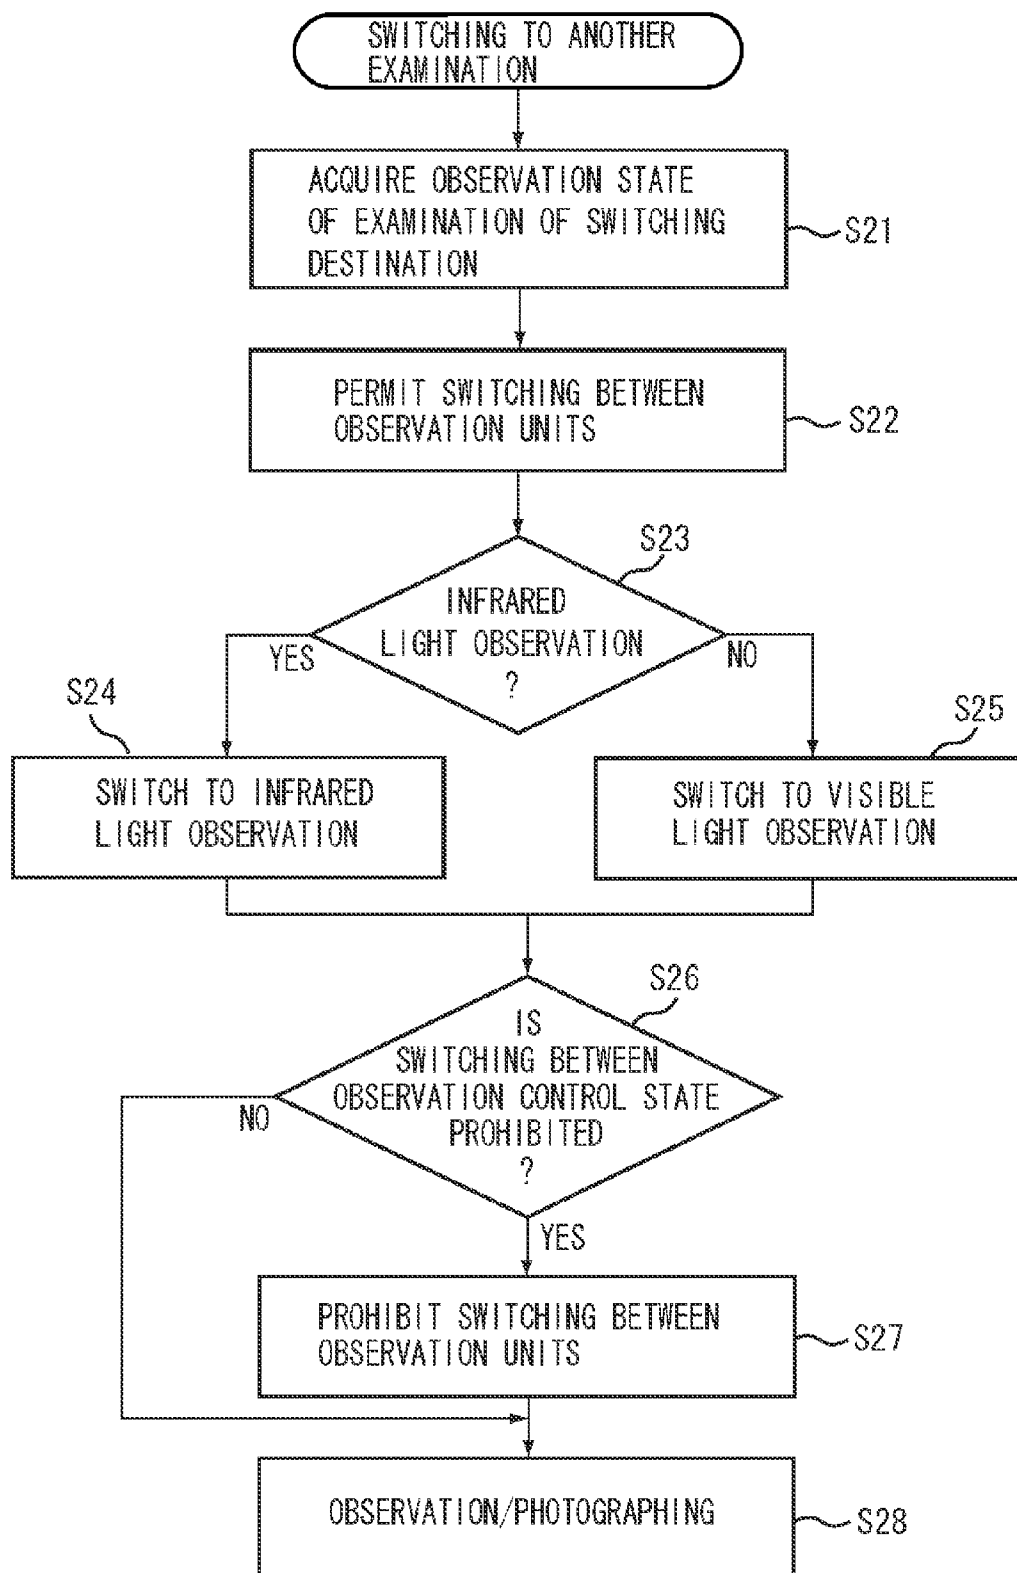 SWITCHING TO ANOTHER
EXAMINATION
ACQUIRE OBSERVATION STATE
OF EXAMINATION OF SWITCHING
DESTINATION
S21
PERMIT SWITCHING BETWEEN
OBSERVATION UNITS
S22
S23
INFRARED
LIGHT OBSERVATION
?
YES
NO
S24
SWITCH TO INFRARED
LIGHT OBSERVATION
S25
SWITCH TO VISIBLE
LIGHT OBSERVATION
S26
IS
SWITCHING BETWEEN
OBSERVATION CONTROL STATE
PROHIBITED
?
NO
YES
PROHIBIT SWITCHING BETWEEN
OBSERVATION UNITS
S27
OBSERVATION/PHOTOGRAPHING
S28